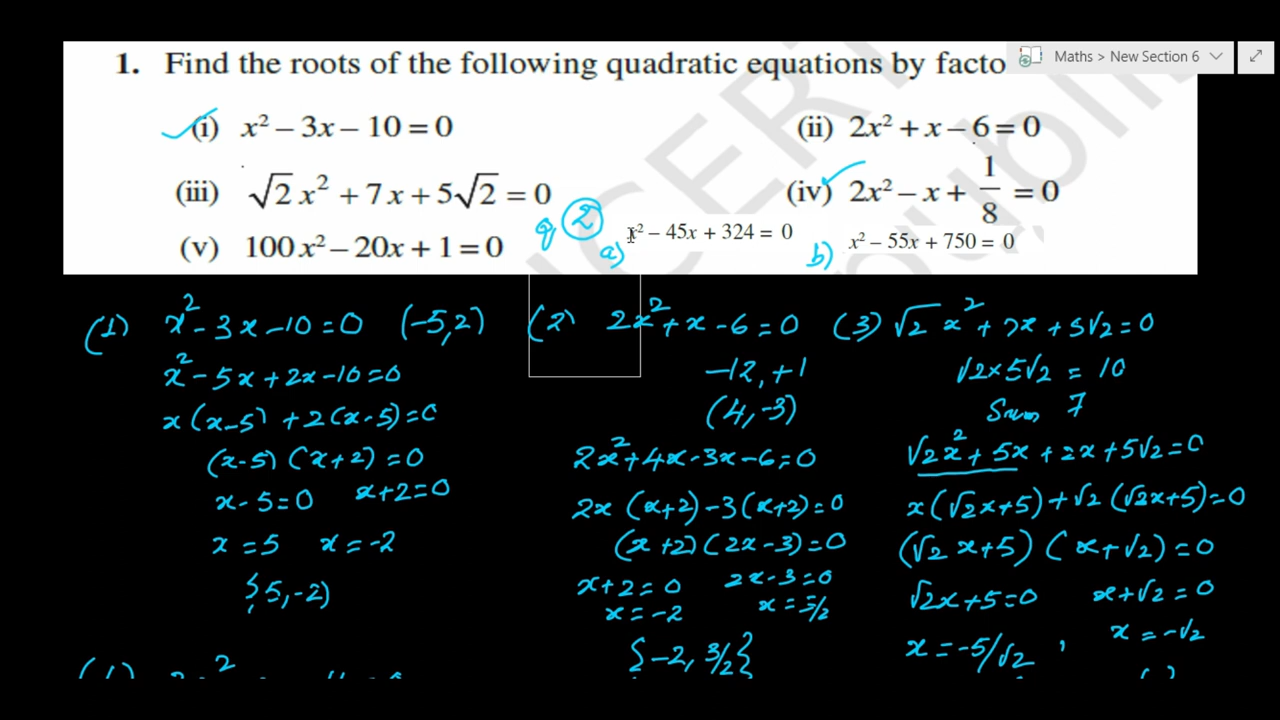 1. Find the roots of the following quadratic equations by facto
Maths > New Section 6
(i) x² – 3x – 10 = 0
(ii) 2x² + x – 6 = 0
(iii) √2 x² + 7x + 5√2 = 0
(iv) 2x² – x + 1/8 = 0
(v) 100x² – 20x + 1 = 0
q ② a) x² – 45x + 324 = 0
b) x² – 55x + 750 = 0
(1) x² - 3x - 10 = 0 (-5,2)
x² - 5x + 2x - 10 = 0
x(x-5) + 2(x-5) = 0
(x-5) (x+2) = 0
x-5=0 x+2=0
x=5 x=-2
{5,-2}
(2) 2x² + x - 6 = 0
-12, +1
(4,-3)
2x² + 4x - 3x - 6 = 0
2x (x+2) - 3(x+2) = 0
(x+2) (2x-3) = 0
x+2=0 2x-3=0
x=-2 x=3/2
{-2, 3/2}
(3) √2 x² + 7x + 5√2 = 0
√2 × 5√2 = 10
Sum 7
√2x² + 5x + 2x + 5√2 = 0
x(√2x+5) + √2 (√2x+5) = 0
(√2x+5) (x+√2) = 0
√2x+5=0 x+√2=0
x=-5/√2 , x=-√2